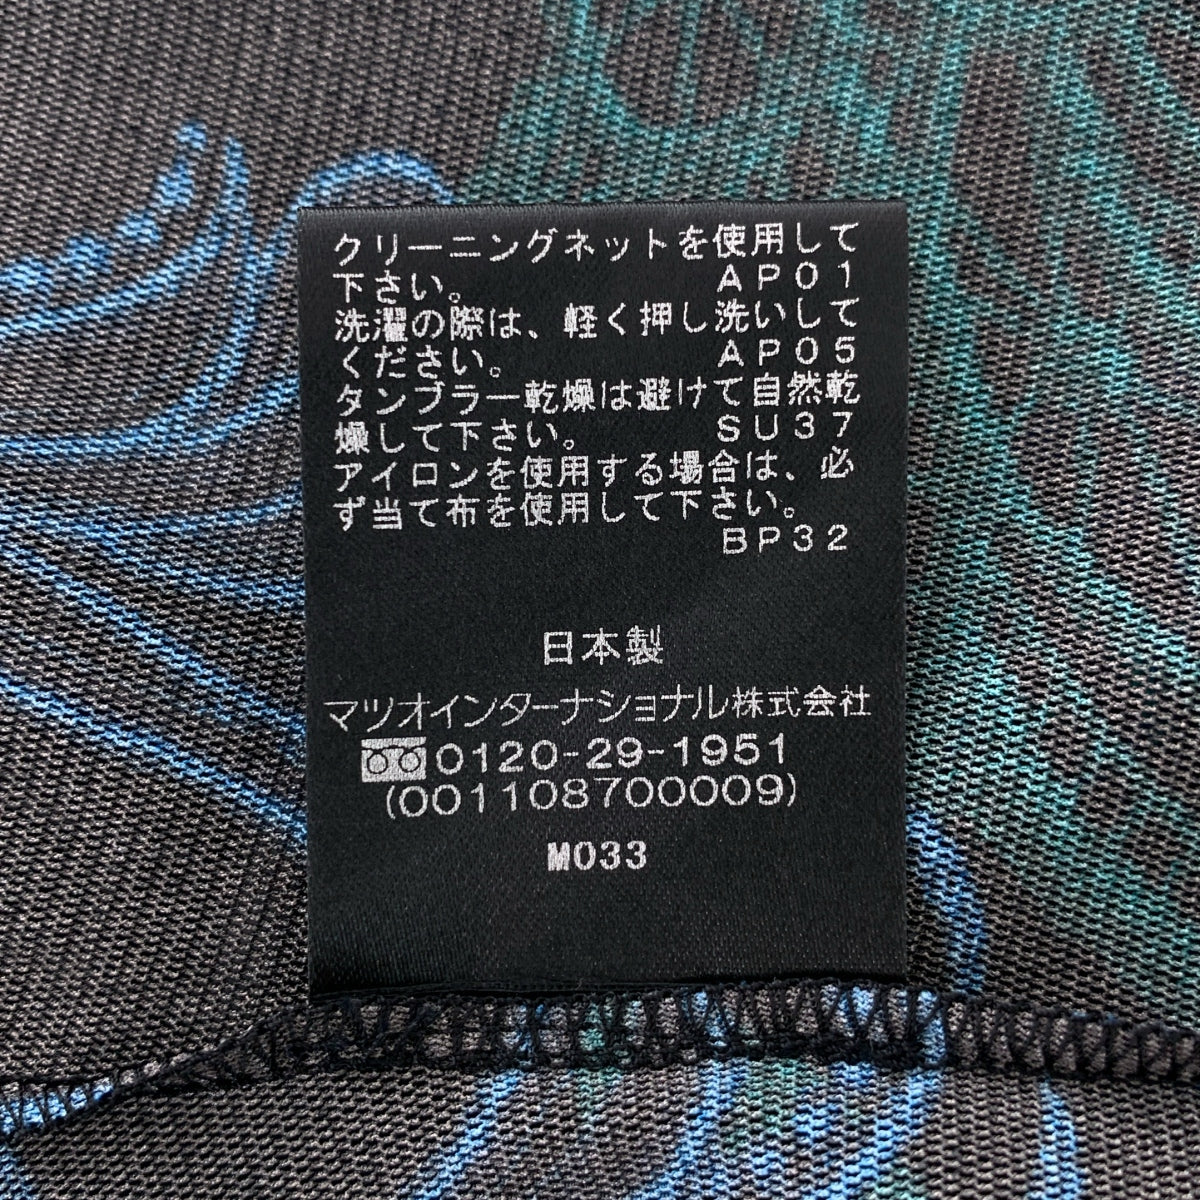 クリーニングネットを使用して
下さい。 AP01
洗濯の際は、軽く押し洗いして
ください。 AP05
タンブラー乾燥は避けて自然乾
燥して下さい。 SU37
アイロンを使用する場合は、必
ず当て布を使用して下さい。
BP32
日本製
マツオインターナショナル株式会社
0120-29-1951
(001108700009)
M033